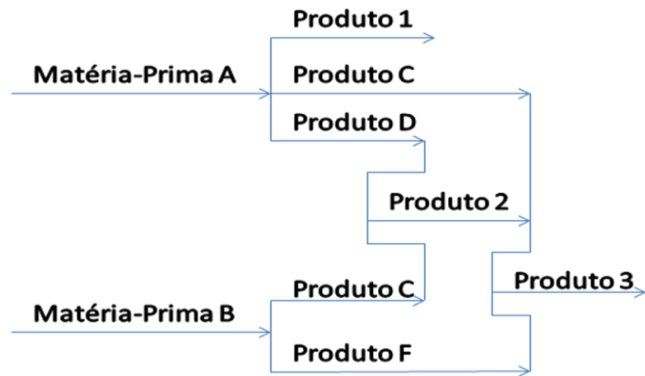 Produto 1
Matéria-Prima A
Produto C
Produto D
Produto 2
Produto 3
Produto C
Matéria-Prima B
Produto F